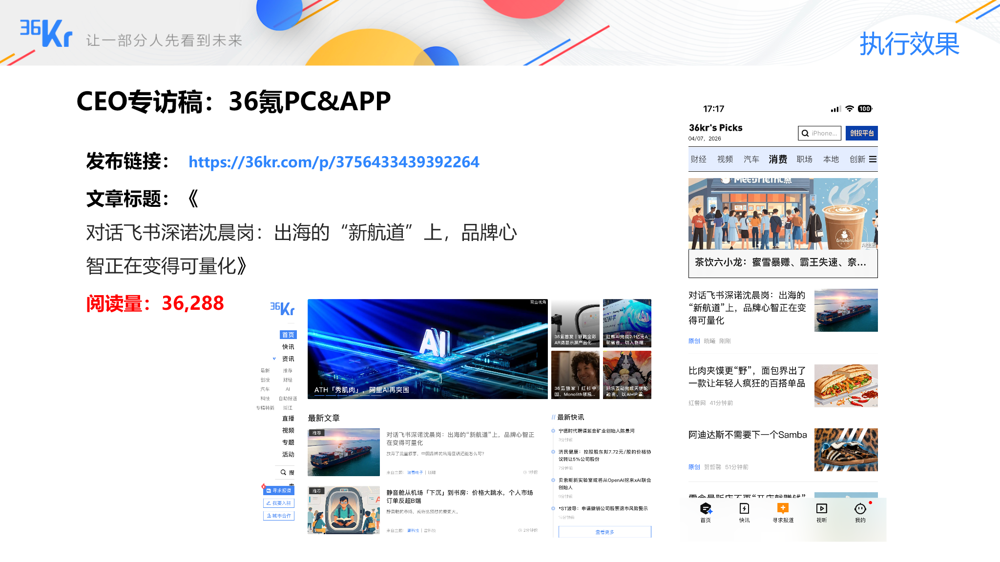 36Kr 让一部分人先看到未来
执行效果
CEO专访稿：36氪PC&APP
发布链接： https://36kr.com/p/3756433439392264
文章标题：《
对话飞书深诺沈晨岗：出海的“新航道”上，品牌心
智正在变得可量化》
阅读量：36,288
36Kr
首页
快讯
资讯
最新 推荐
创投 财经
汽车 AI
科技 自助报道
专精特新 浙江
直播
视频
专题
活动
搜
寻求报道
我要入驻
城市合作
商业视角
AI
ATH「秀肌肉」，阿里AI再突围
36氪首发｜领跑全彩
AR微显示屏产品化...
红熊AI完成2.1亿元A
轮融资，切入物理...
36氪独家｜红杉中
国、Monolith领投...
珀乐互动完成天使轮
融资，以AI+IP重...
最新文章
推荐
对话飞书深诺沈晨岗：出海的“新航道”上，品牌心智正
在变得可量化
放弃了流量叙事，中国品牌的出海童话还能怎么写？
来自主题：消费电子｜晓曦 1秒前
推荐
静音舱从机场「下沉」到书房：价格大跳水，个人市场
订单反超B端
静音舱的市场，或许比预想的要更大。
来自主题：潮科技｜雷科技 2分钟前
最新快讯
宁德时代聘请紫金矿业创始人陈景河
3分钟前
济民健康：控股股东拟7.72元/股的价格协
议转让5%公司股份
7分钟前
贝索斯新实验室或将从OpenAI挖来xAI联合
创始人
9分钟前
*ST波导：申请撤销公司股票退市风险警示
15分钟前
查看更多
17:17 100
36kr's Picks
04/07, 2026
iPhone... 创投平台
财经 视频 汽车 消费 职场 本地 创新
AI生图
茶饮六小龙：蜜雪暴赚、霸王失速、奈...
对话飞书深诺沈晨岗：出海的
“新航道”上，品牌心智正在变
得可量化
原创 晓曦 刚刚
比肉夹馍更“野”，面包界出了
一款让年轻人疯狂的百搭单品
红餐网 41分钟前
阿迪达斯不需要下一个Samba
原创 贺哲馨 51分钟前
零食量贩店不再“开店就赚钱”
首页 快讯 寻求报道 视听 我的